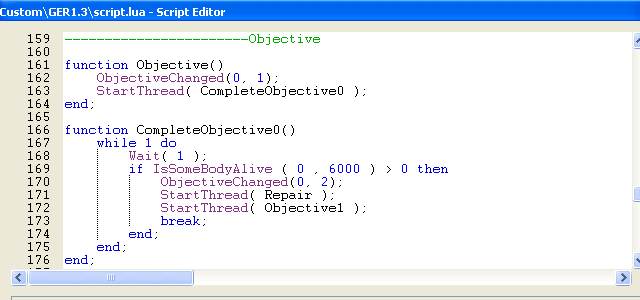 Custom\GER1.3\script.lua - Script Editor
159 -----------------------Objective
160
161 function Objective()
162     ObjectiveChanged(0, 1);
163     StartThread( CompleteObjective0 );
164 end;
165
166 function CompleteObjective0()
167     while 1 do
168         Wait( 1 );
169         if IsSomeBodyAlive ( 0 , 6000 ) > 0 then
170             ObjectiveChanged(0, 2);
171             StartThread( Repair );
172             StartThread( Objective1 );
173             break;
174         end;
175     end;
176 end;